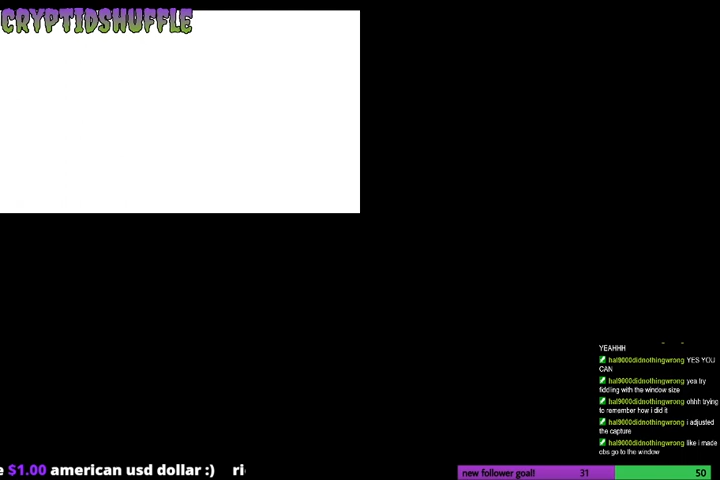 CRYPTIDSHUFFLE
YEAHHH
hal9000didnothingwrong YES YOU
CAN
hal9000didnothingwrong yea try
fiddling with the window size
hal9000didnothingwrong ohhh trying
to remember how i did it
hal9000didnothingwrong i adjusted
the capture
hal9000didnothingwrong like i made
obs go to the window
e $1.00 american usd dollar :) ri
new follower goal! 31 50